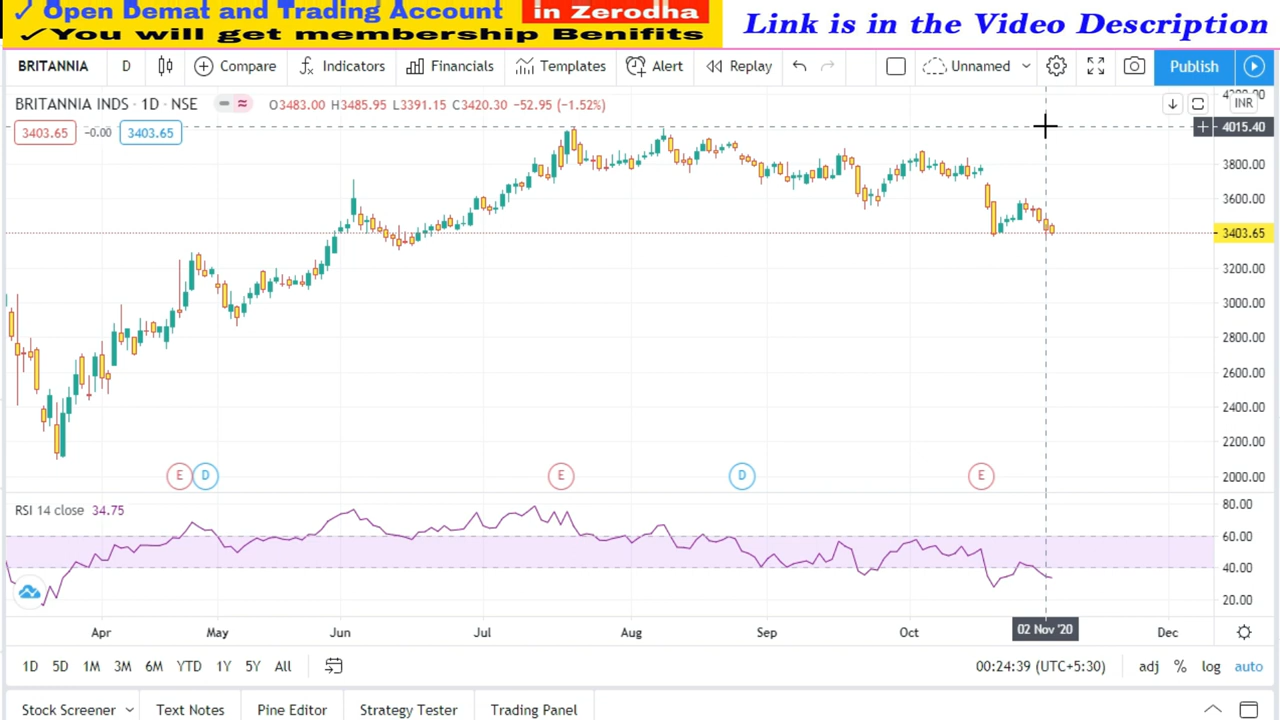 ✓ Open Demat and Trading Account in Zerodha
✓You will get membership Benifits
Link is in the Video Description
BRITANNIA D Compare Indicators Financials Templates Alert Replay Unnamed Publish
BRITANNIA INDS · 1D · NSE O3483.00 H3485.95 L3391.15 C3420.30 −52.95 (−1.52%)
3403.65 -0.00 3403.65
4200.00
INR
4015.40
3800.00
3600.00
3403.65
3200.00
3000.00
2800.00
2600.00
2400.00
2200.00
2000.00
E D E D E
RSI 14 close 34.75
80.00
60.00
40.00
20.00
Apr May Jun Jul Aug Sep Oct 02 Nov '20 Dec
1D 5D 1M 3M 6M YTD 1Y 5Y All 00:24:39 (UTC+5:30) adj % log auto
Stock Screener Text Notes Pine Editor Strategy Tester Trading Panel